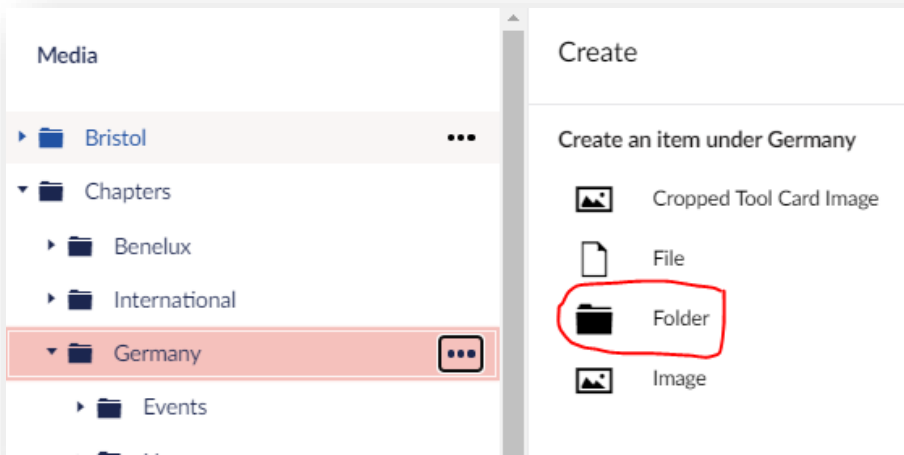 Media
Bristol
Chapters
Benelux
International
Germany
Events
Create
Create an item under Germany
Cropped Tool Card Image
File
Folder
Image